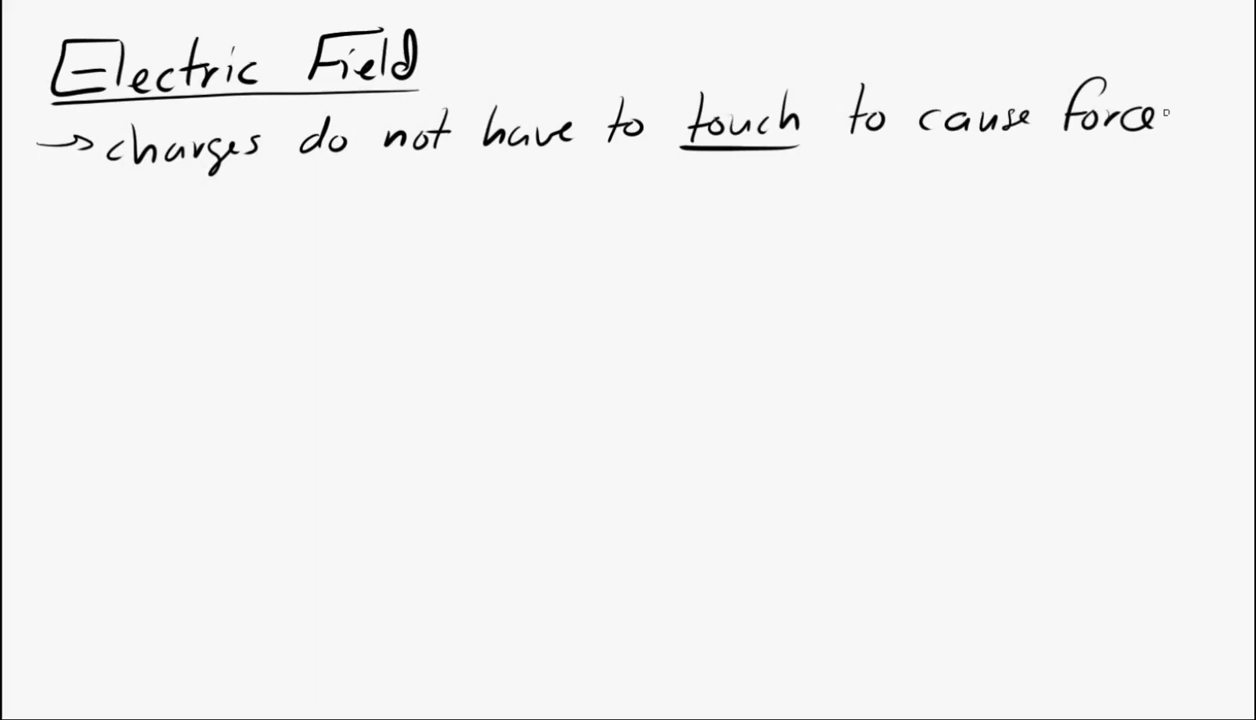 Electric Field
→ charges do not have to touch to cause force.